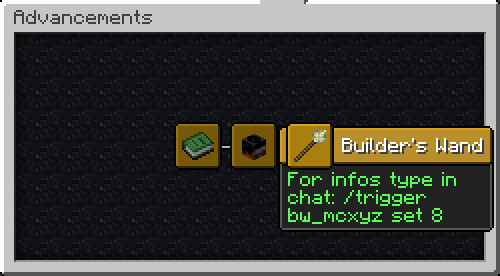 Advancements
Builder's Wand
For infos type in
chat: /trigger
bw_mcxyz set 8